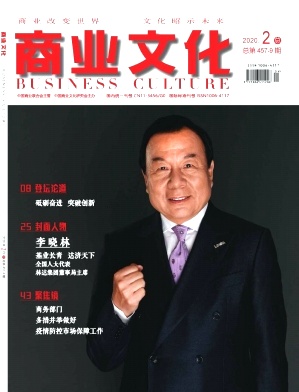 商业改变世界 文化昭示未来
商业文化
BUSINESS CULTURE
2020 2
总第457.9期
08 登坛论道
砥砺奋进 突破创新
25 封面人物
李晓林
基业长青 达济天下
全国人大代表
林达集团董事局主席
43 聚焦镜
商务部门
多措并举做好
疫情防控市场保障工作